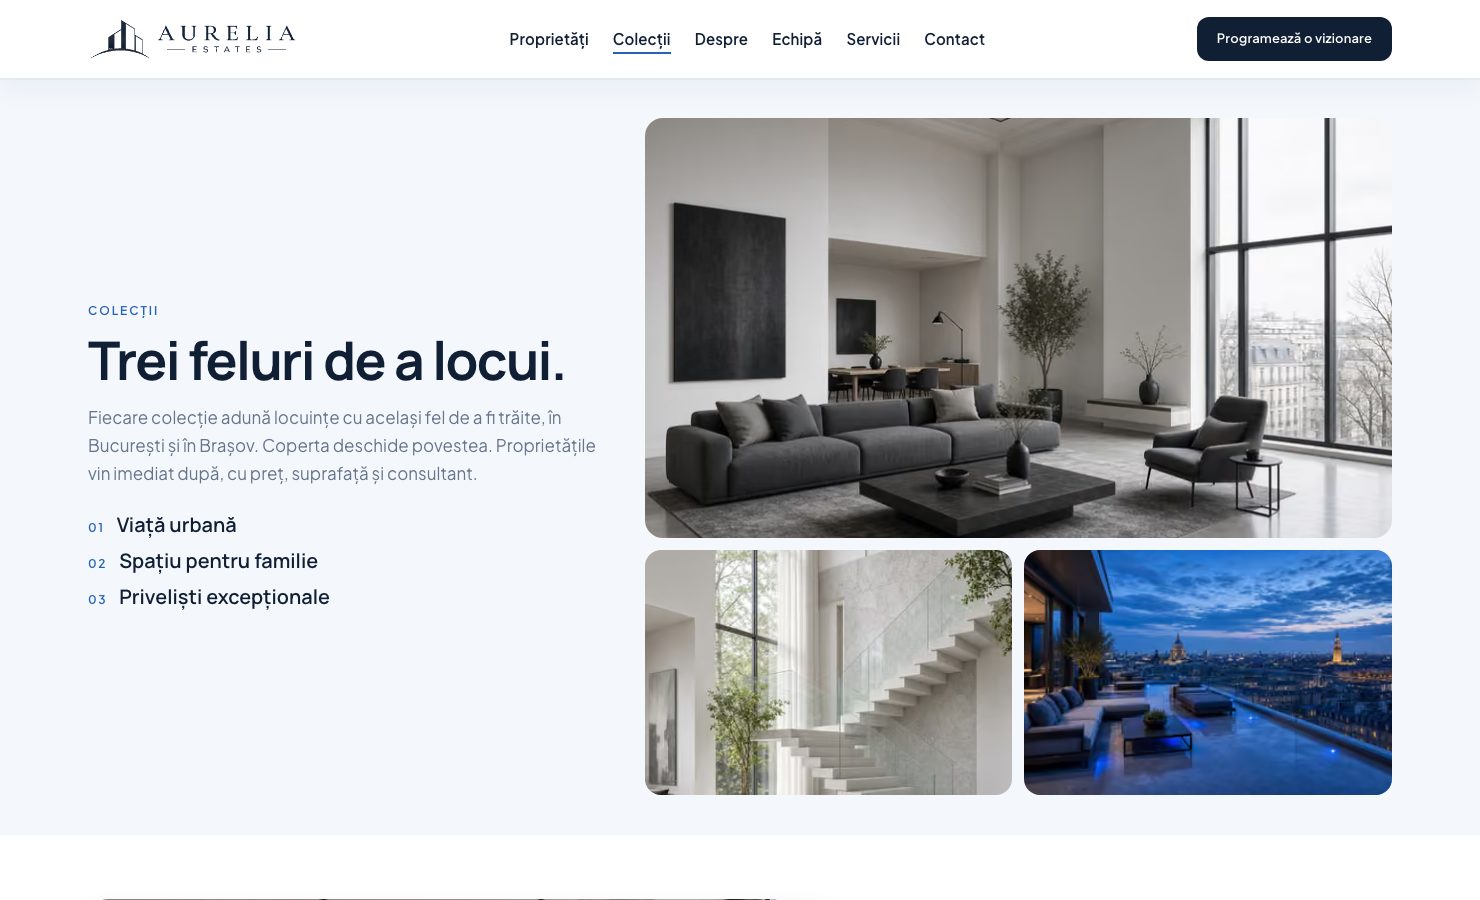 AURELIA
ESTATES
Proprietăți
Colecții
Despre
Echipă
Servicii
Contact
Programează o vizionare
COLECȚII
Trei feluri de a locui.
Fiecare colecție adună locuințe cu același fel de a fi trăite, în
București și în Brașov. Coperta deschide povestea. Proprietățile
vin imediat după, cu preț, suprafață și consultant.
01 Viață urbană
02 Spațiu pentru familie
03 Priveliști excepționale